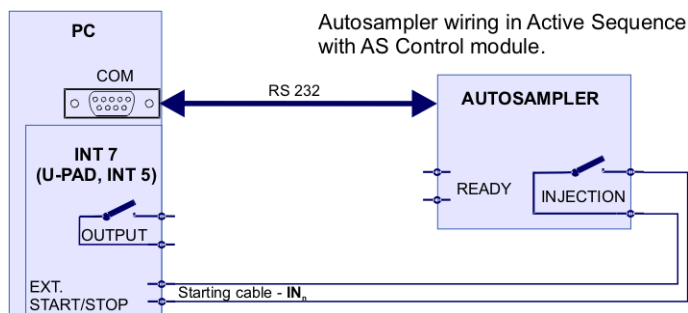 Autosampler wiring in Active Sequence
with AS Control module.
PC
COM
RS 232
AUTOSAMPLER
INT 7
(U-PAD, INT 5)
READY
INJECTION
OUTPUT
EXT.
START/STOP
Starting cable - INₙ